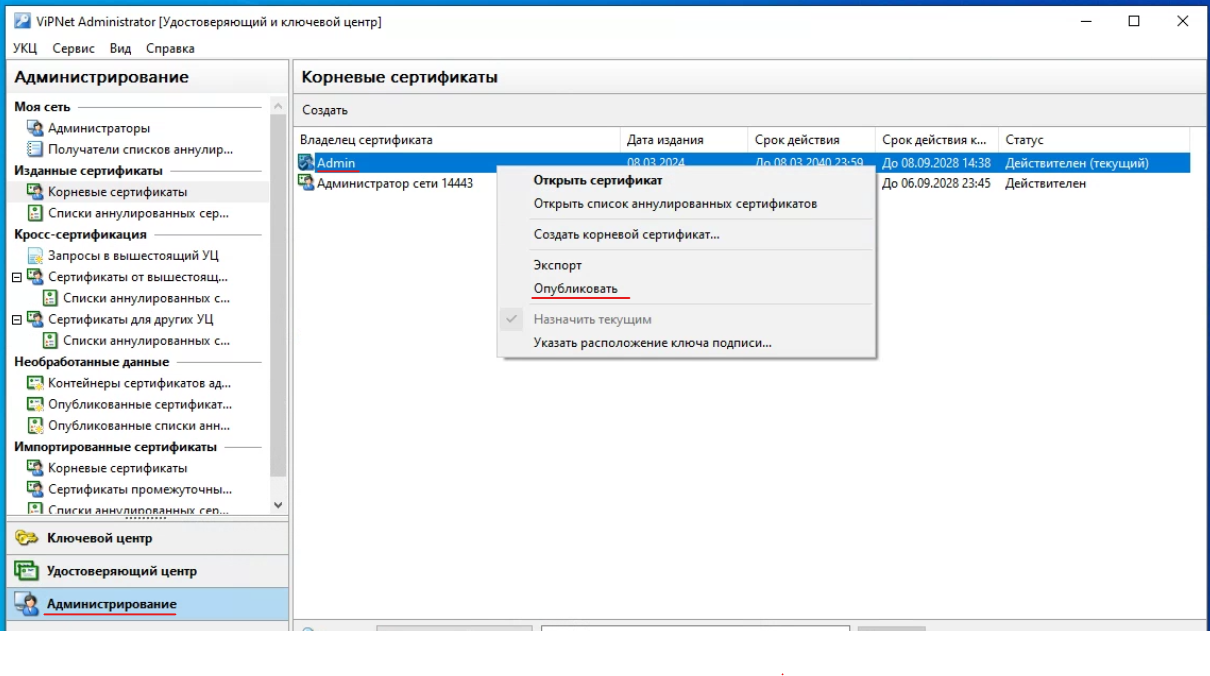 ViPNet Administrator [Удостоверяющий и ключевой центр]
УКЦ Сервис Вид Справка
Администрирование
Моя сеть
Администраторы
Получатели списков аннулир...
Изданные сертификаты
Корневые сертификаты
Списки аннулированных сер...
Кросс-сертификация
Запросы в вышестоящий УЦ
Сертификаты от вышестоящ...
Списки аннулированных с...
Сертификаты для других УЦ
Списки аннулированных с...
Необработанные данные
Контейнеры сертификатов ад...
Опубликованные сертификат...
Опубликованные списки анн...
Импортированные сертификаты
Корневые сертификаты
Сертификаты промежуточны...
Списки аннулированных сер...
Ключевой центр
Удостоверяющий центр
Администрирование
Корневые сертификаты
Создать
Владелец сертификата Дата издания Срок действия Срок действия к... Статус
Admin 08.03.2024 До 08.03.2040 23:59 До 08.09.2028 14:38 Действителен (текущий)
Администратор сети 14443 До 06.09.2028 23:45 Действителен
Открыть сертификат
Открыть список аннулированных сертификатов
Создать корневой сертификат...
Экспорт
Опубликовать
Назначить текущим
Указать расположение ключа подписи...